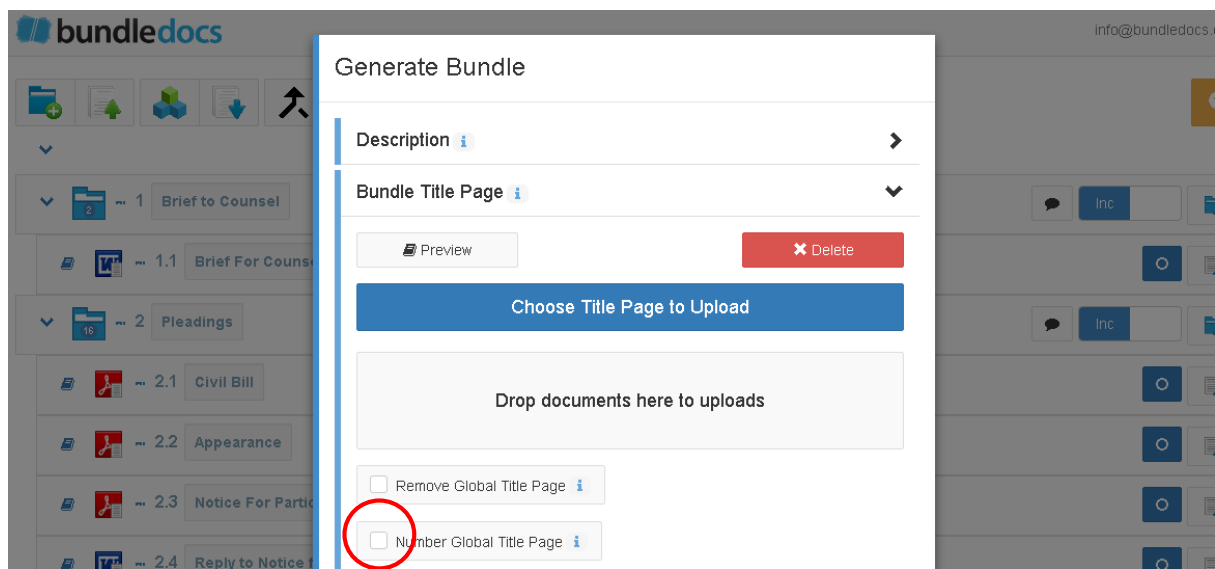 bundledocs
info@bundledocs.
Generate Bundle
Description i
Bundle Title Page i
Preview
Delete
Choose Title Page to Upload
Drop documents here to uploads
Remove Global Title Page i
Number Global Title Page i
2 1 Brief to Counsel Inc
1.1 Brief For Counse
16 2 Pleadings Inc
2.1 Civil Bill
2.2 Appearance
2.3 Notice For Partic
2.4 Reply to Notice f